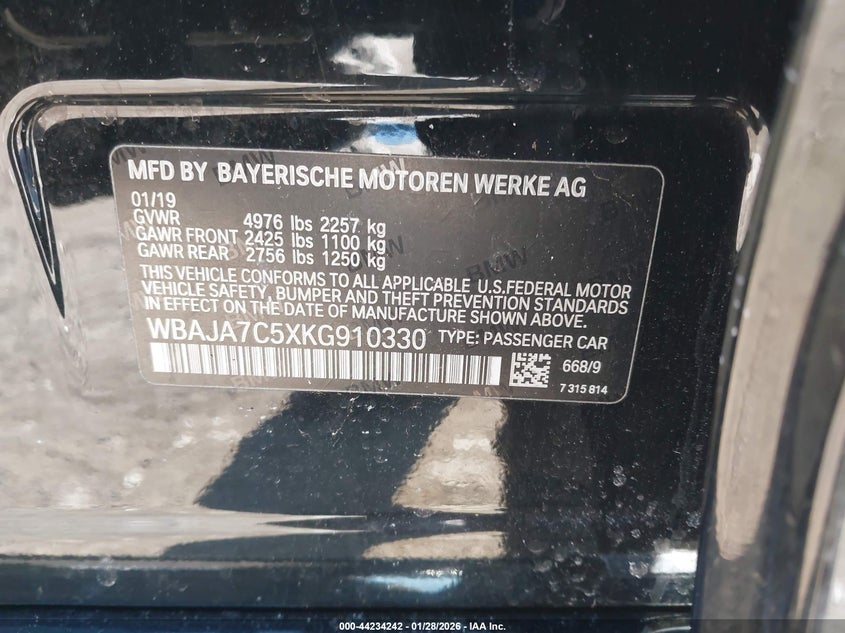 MFD BY BAYERISCHE MOTOREN WERKE AG
01/19
GVWR 4976 lbs 2257 kg
GAWR FRONT 2425 lbs 1100 kg
GAWR REAR 2756 lbs 1250 kg
THIS VEHICLE CONFORMS TO ALL APPLICABLE U.S.FEDERAL MOTOR
VEHICLE SAFETY, BUMPER AND THEFT PREVENTION STANDARDS
IN EFFECT ON THE DATE OF MANUFACTURE SHOWN ABOVE.
WBAJA7C5XKG910330 TYPE: PASSENGER CAR
668/9
7 315 814
000-44234242 - 01/28/2026 - IAA Inc.